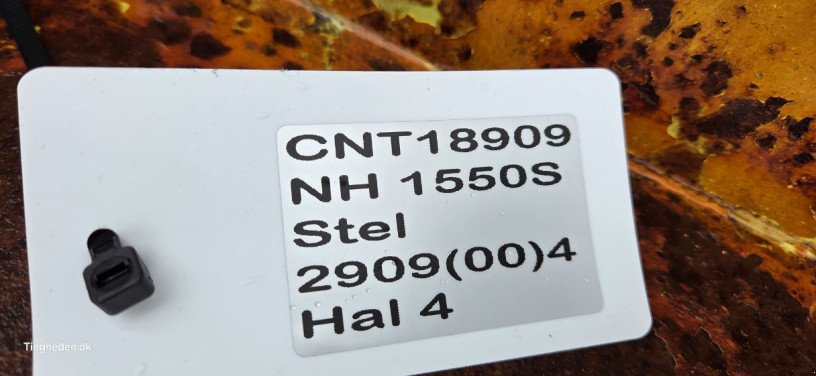 CNT18909
NH 1550S
Stel
2909(00)4
Hal 4
Tingheden.dk